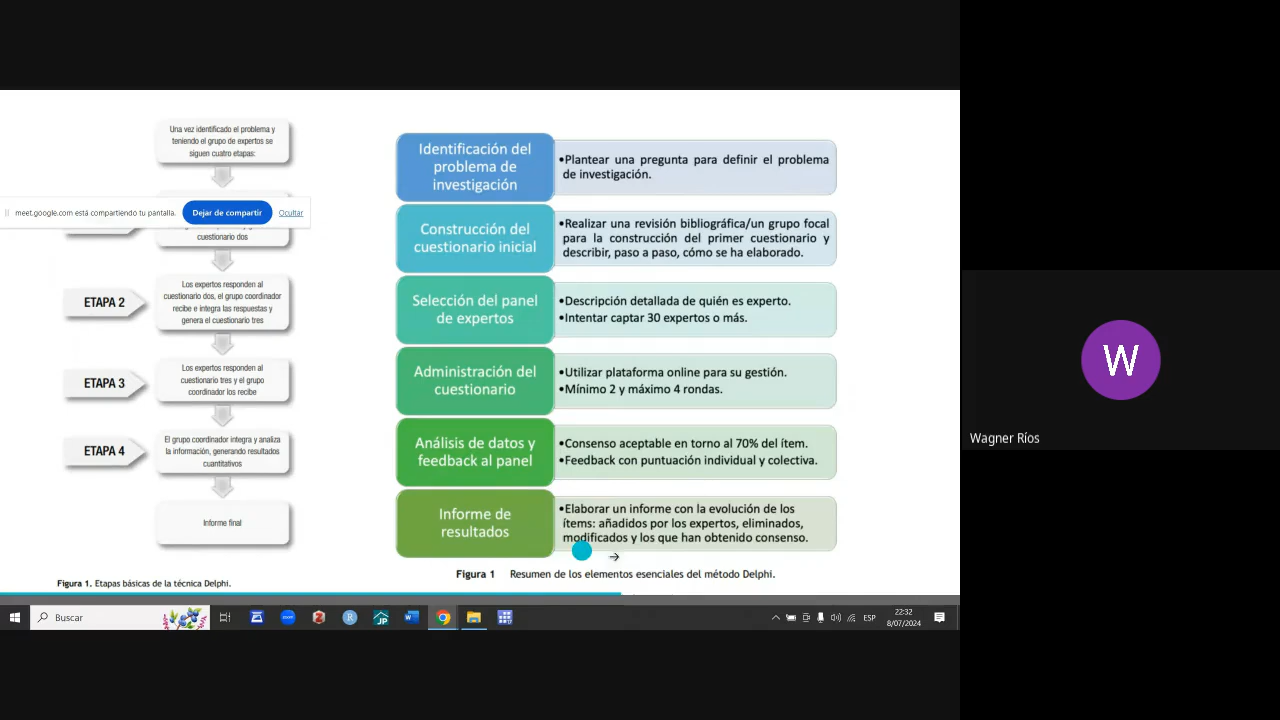 Una vez identificado el problema y
teniendo el grupo de expertos se
siguen cuatro etapas:
meet.google.com está compartiendo tu pantalla.
Dejar de compartir
Ocultar
cuestionario dos
ETAPA 2
Los expertos responden al
cuestionario dos, el grupo coordinador
recibe e integra las respuestas y
genera el cuestionario tres
ETAPA 3
Los expertos responden al
cuestionario tres y el grupo
coordinador los recibe
ETAPA 4
El grupo coordinador integra y analiza
la información, generando resultados
cuantitativos
Informe final
Figura 1. Etapas básicas de la técnica Delphi.
Identificación del
problema de
investigación
•Plantear una pregunta para definir el problema
de investigación.
Construcción del
cuestionario inicial
•Realizar una revisión bibliográfica/un grupo focal
para la construcción del primer cuestionario y
describir, paso a paso, cómo se ha elaborado.
Selección del panel
de expertos
•Descripción detallada de quién es experto.
•Intentar captar 30 expertos o más.
Administración del
cuestionario
•Utilizar plataforma online para su gestión.
•Mínimo 2 y máximo 4 rondas.
Análisis de datos y
feedback al panel
•Consenso aceptable en torno al 70% del ítem.
•Feedback con puntuación individual y colectiva.
Informe de
resultados
•Elaborar un informe con la evolución de los
ítems: añadidos por los expertos, eliminados,
modificados y los que han obtenido consenso.
Figura 1 Resumen de los elementos esenciales del método Delphi.
W
Wagner Ríos
Buscar
ESP
22:32
8/07/2024